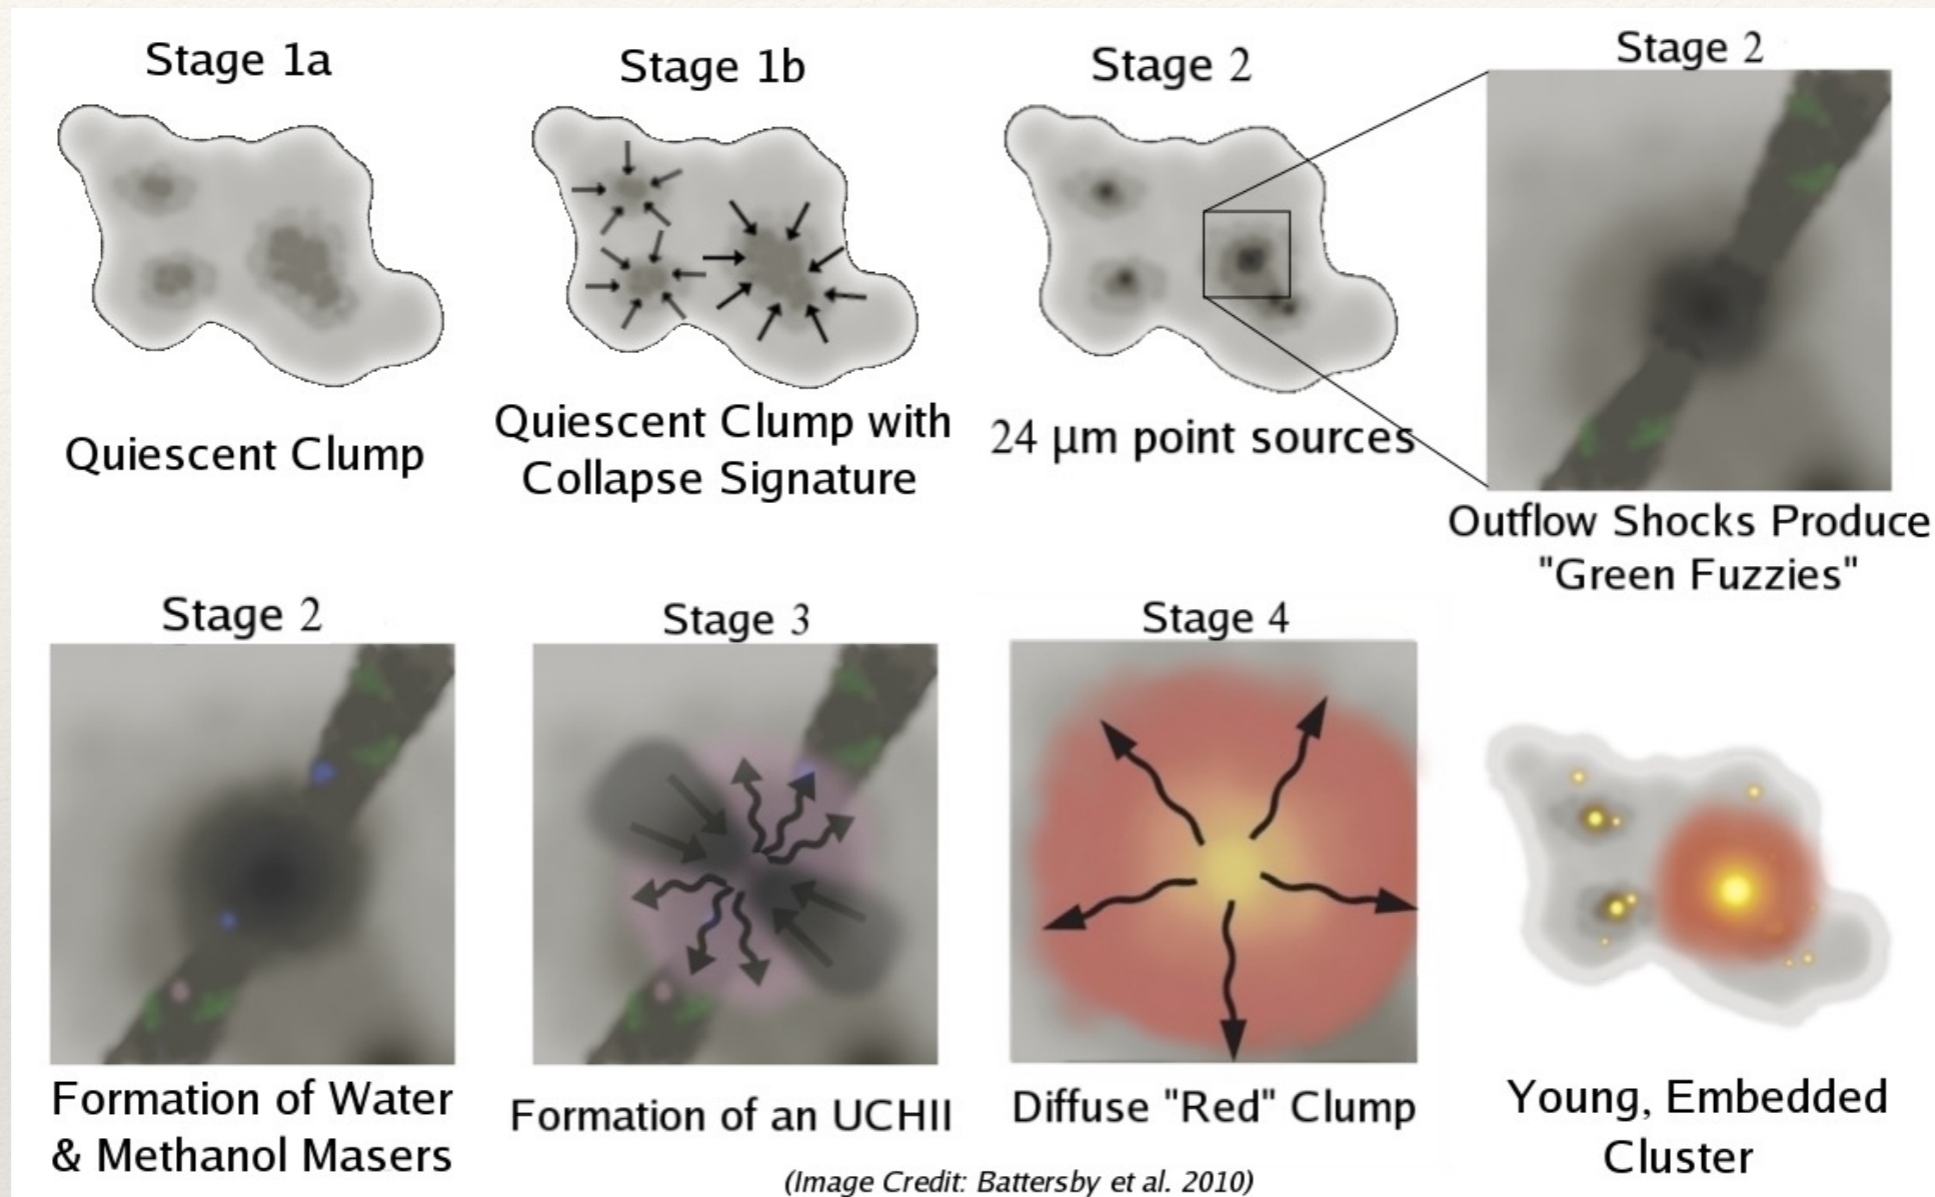 Stage 1a
Quiescent Clump
Stage 1b
Quiescent Clump with
Collapse Signature
Stage 2
24 μm point sources
Stage 2
Outflow Shocks Produce
"Green Fuzzies"
Stage 2
Formation of Water
& Methanol Masers
Stage 3
Formation of an UCHII
Stage 4
Diffuse "Red" Clump
Young, Embedded
Cluster
(Image Credit: Battersby et al. 2010)